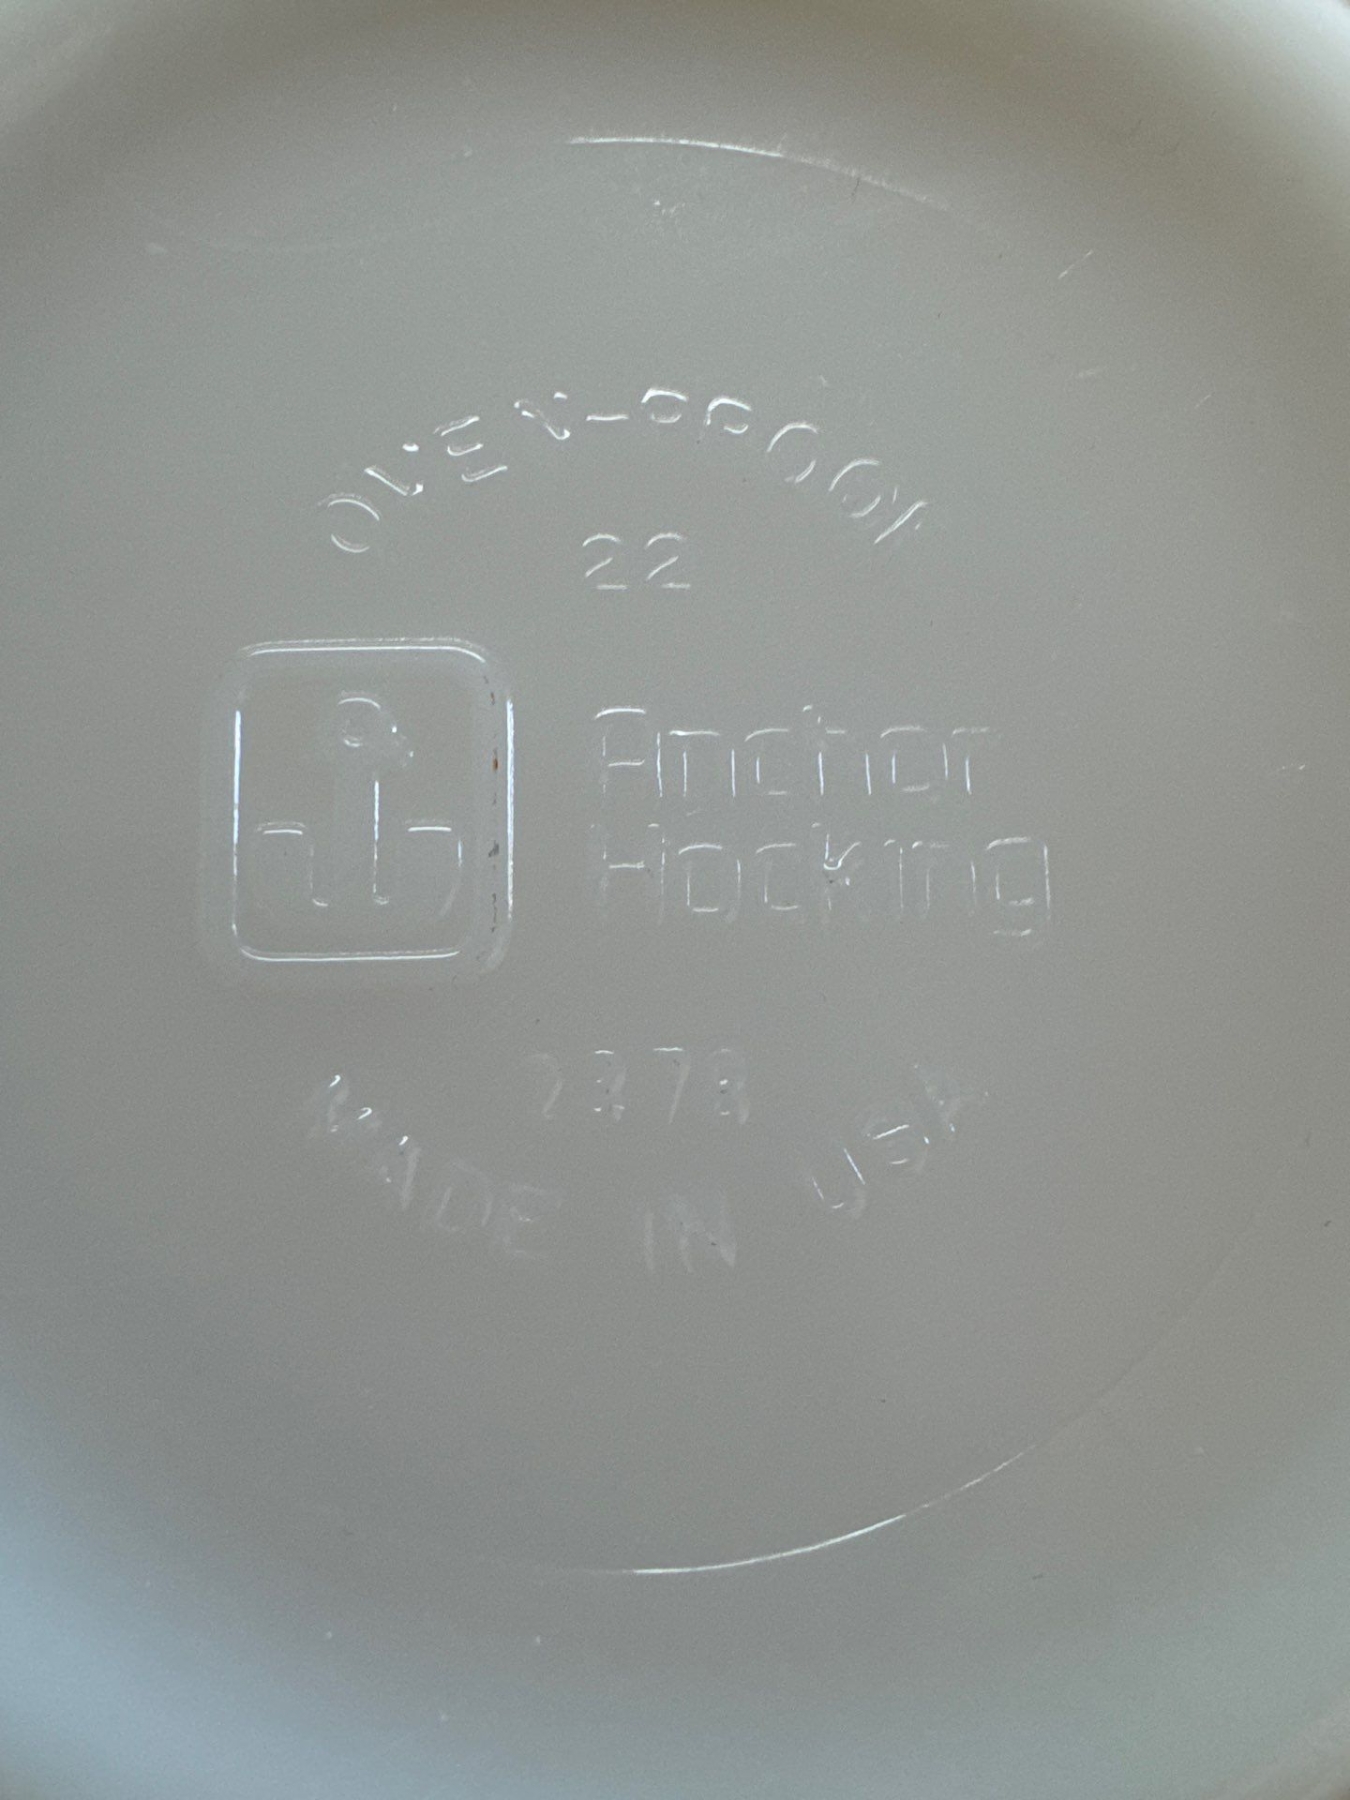 OVEN-PROOF
22
Anchor
Hocking
2378
MADE IN USA